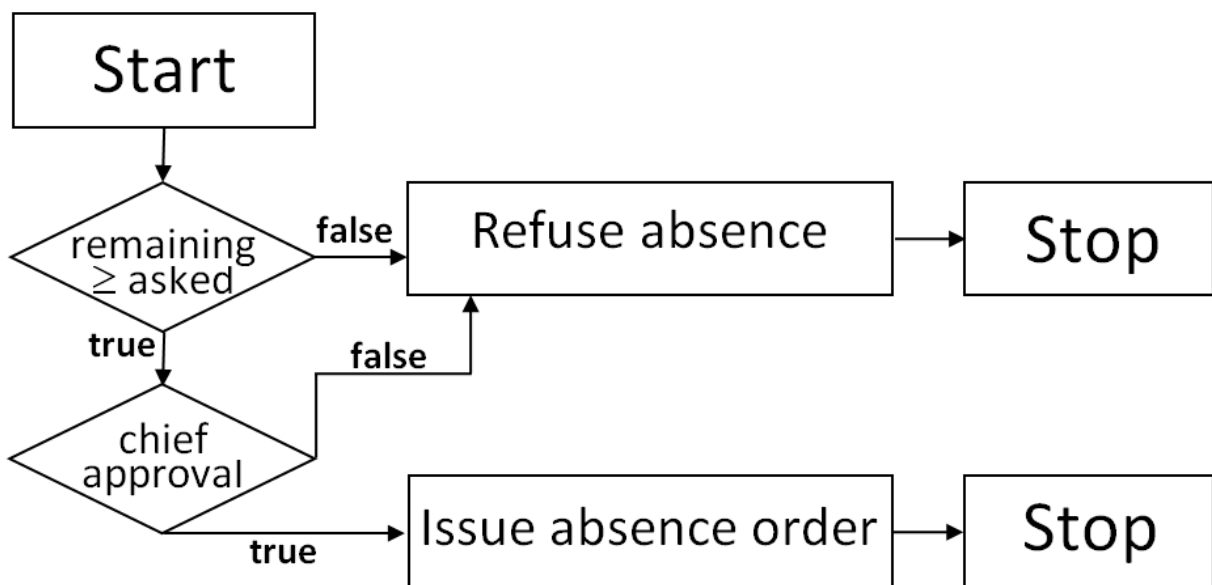 Start
remaining
≥ asked
false
Refuse absence
Stop
true
false
chief
approval
true
Issue absence order
Stop